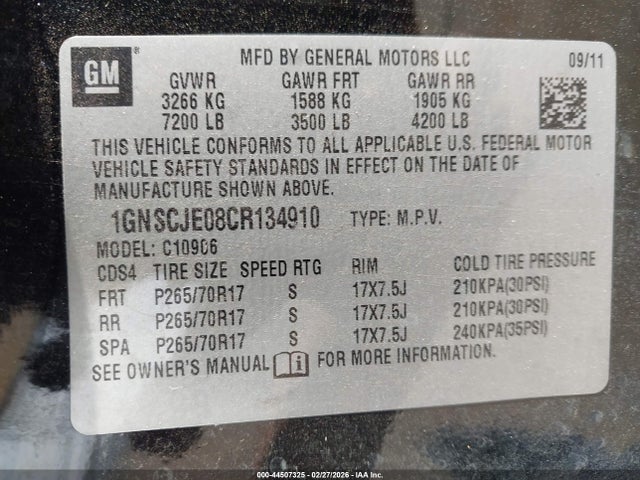 GM ®
MFD BY GENERAL MOTORS LLC 09/11
GVWR GAWR FRT GAWR RR
3266 KG 1588 KG 1905 KG
7200 LB 3500 LB 4200 LB
THIS VEHICLE CONFORMS TO ALL APPLICABLE U.S. FEDERAL MOTOR
VEHICLE SAFETY STANDARDS IN EFFECT ON THE DATE OF
MANUFACTURE SHOWN ABOVE.
1GNSCJE08CR134910 TYPE: M.P.V.
MODEL: C10906
CDS4 TIRE SIZE SPEED RTG RIM COLD TIRE PRESSURE
FRT P265/70R17 S 17X7.5J 210KPA(30PSI)
RR P265/70R17 S 17X7.5J 210KPA(30PSI)
SPA P265/70R17 S 17X7.5J 240KPA(35PSI)
SEE OWNER'S MANUAL i FOR MORE INFORMATION.
000-44507325 - 02/27/2026 - IAA Holdings, LLC.